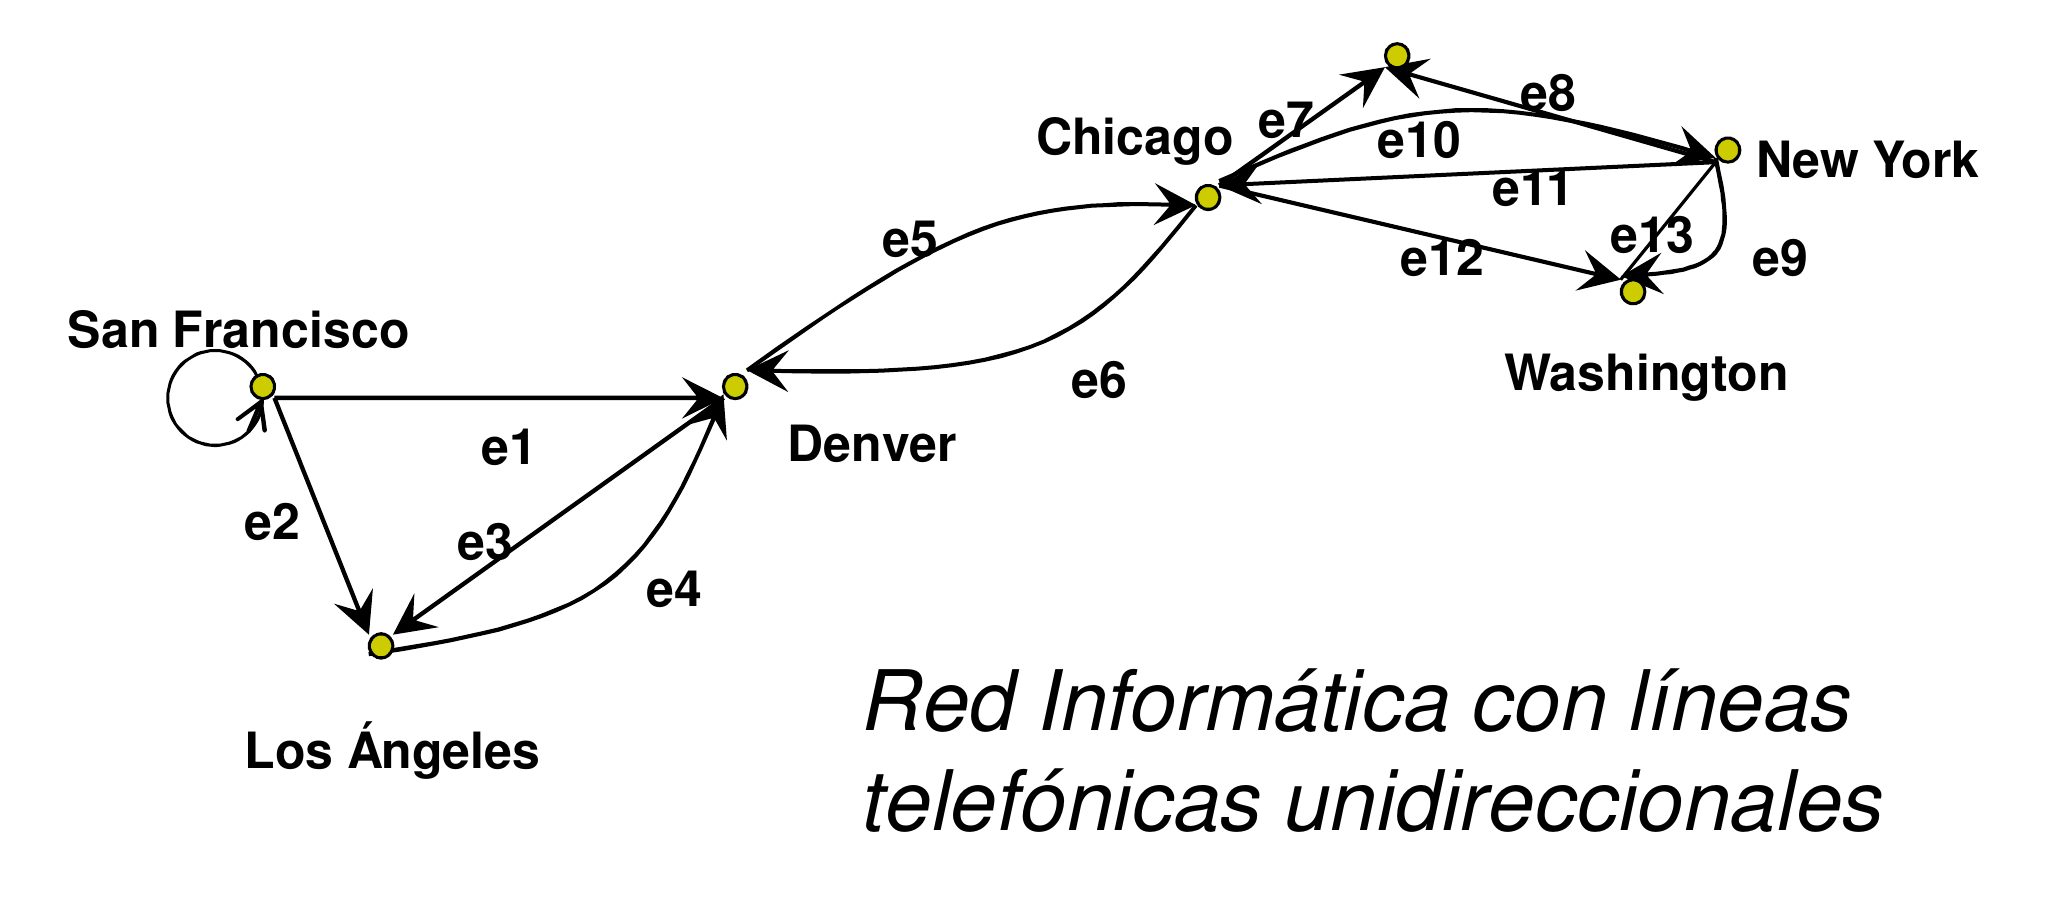 e8
e7
Chicago
e10
New York
e11
e5
e13
e12
e9
San Francisco
Washington
e6
e1
Denver
e2
e3
e4
Red Informática con líneas
Los Ángeles
telefónicas unidireccionales